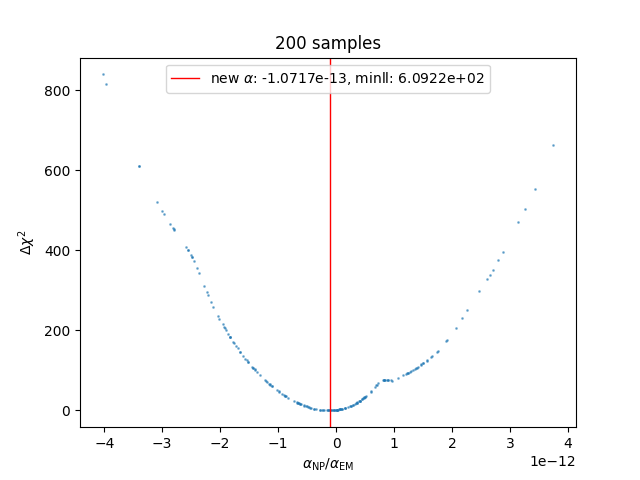 200 samples
new α: -1.0717e-13, minll: 6.0922e+02
Δχ²
800
600
400
200
0
−4 −3 −2 −1 0 1 2 3 4
1e−12
α_NP/α_EM